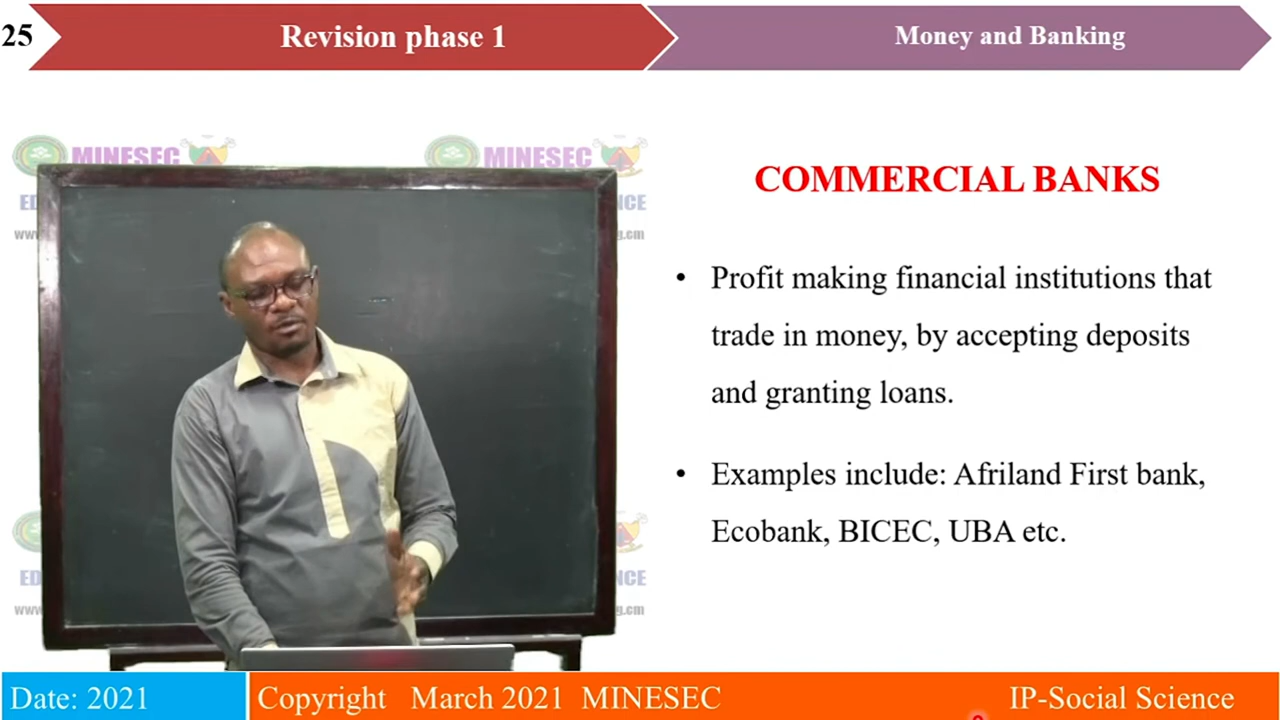 25
Revision phase 1
Money and Banking
MINESEC
MINESEC
COMMERCIAL BANKS
• Profit making financial institutions that
trade in money, by accepting deposits
and granting loans.
• Examples include: Afriland First bank,
Ecobank, BICEC, UBA etc.
Date: 2021
Copyright March 2021 MINESEC
IP-Social Science